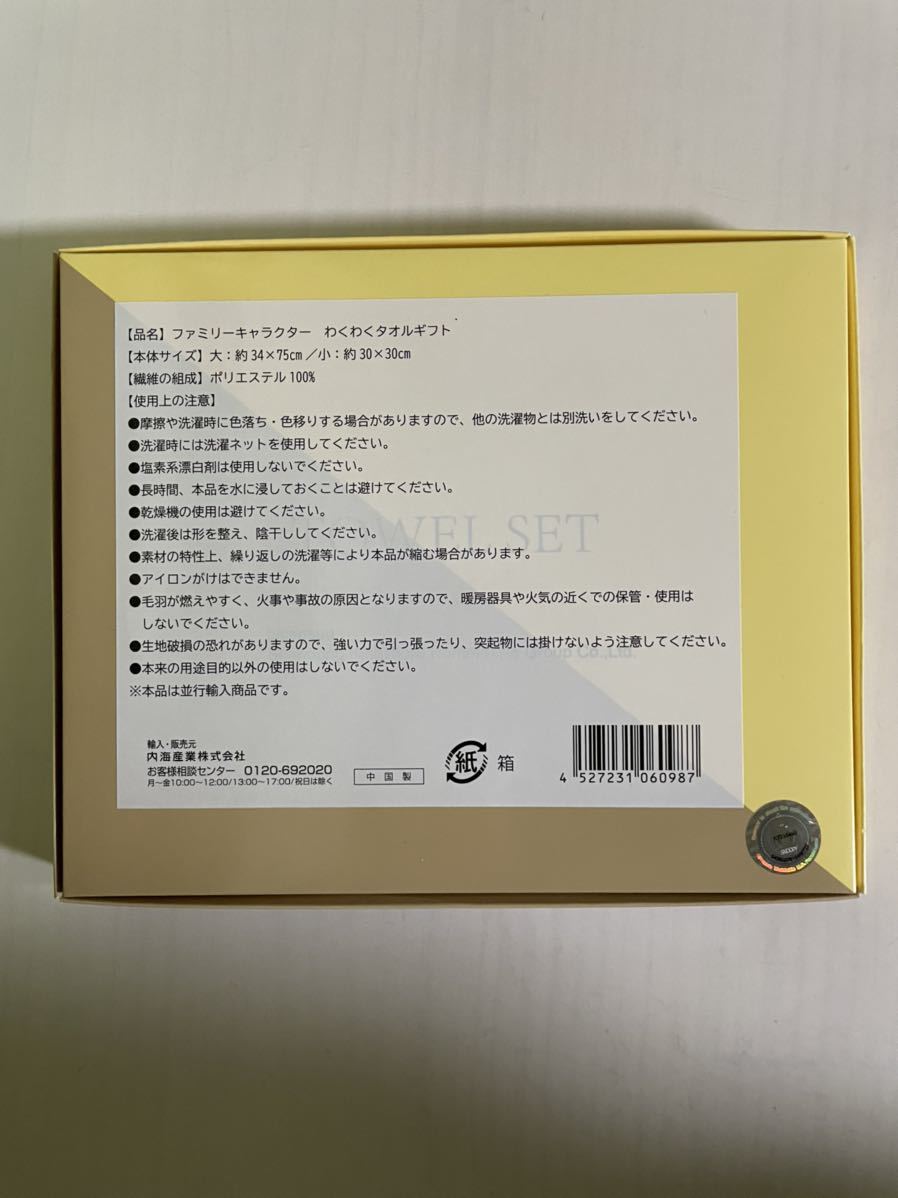 【品名】ファミリーキャラクター　わくわくタオルギフト
【本体サイズ】大：約34×75㎝／小：約30×30㎝
【繊維の組成】ポリエステル100%
【使用上の注意】
●摩擦や洗濯時に色落ち・色移りする場合がありますので、他の洗濯物とは別洗いをしてください。
●洗濯時には洗濯ネットを使用してください。
●塩素系漂白剤は使用しないでください。
●長時間、本品を水に浸しておくことは避けてください。
●乾燥機の使用は避けてください。
●洗濯後は形を整え、陰干ししてください。
TOWEL SET
●素材の特性上、繰り返しの洗濯等により本品が縮む場合があります。
●アイロンがけはできません。
●毛羽が燃えやすく、火事や事故の原因となりますので、暖房器具や火気の近くでの保管・使用は
しないでください。
●生地破損の恐れがありますので、強い力で引っ張ったり、突起物には掛けないよう注意してください。
Group Co.,Ltd.
●本来の用途目的以外の使用はしないでください。
※本品は並行輸入商品です。
輸入・販売元
内海産業株式会社
お客様相談センター　0120-692020
月～金10:00～12:00/13:00～17:00/祝日は除く
中国製
紙
箱
4 527231 060987